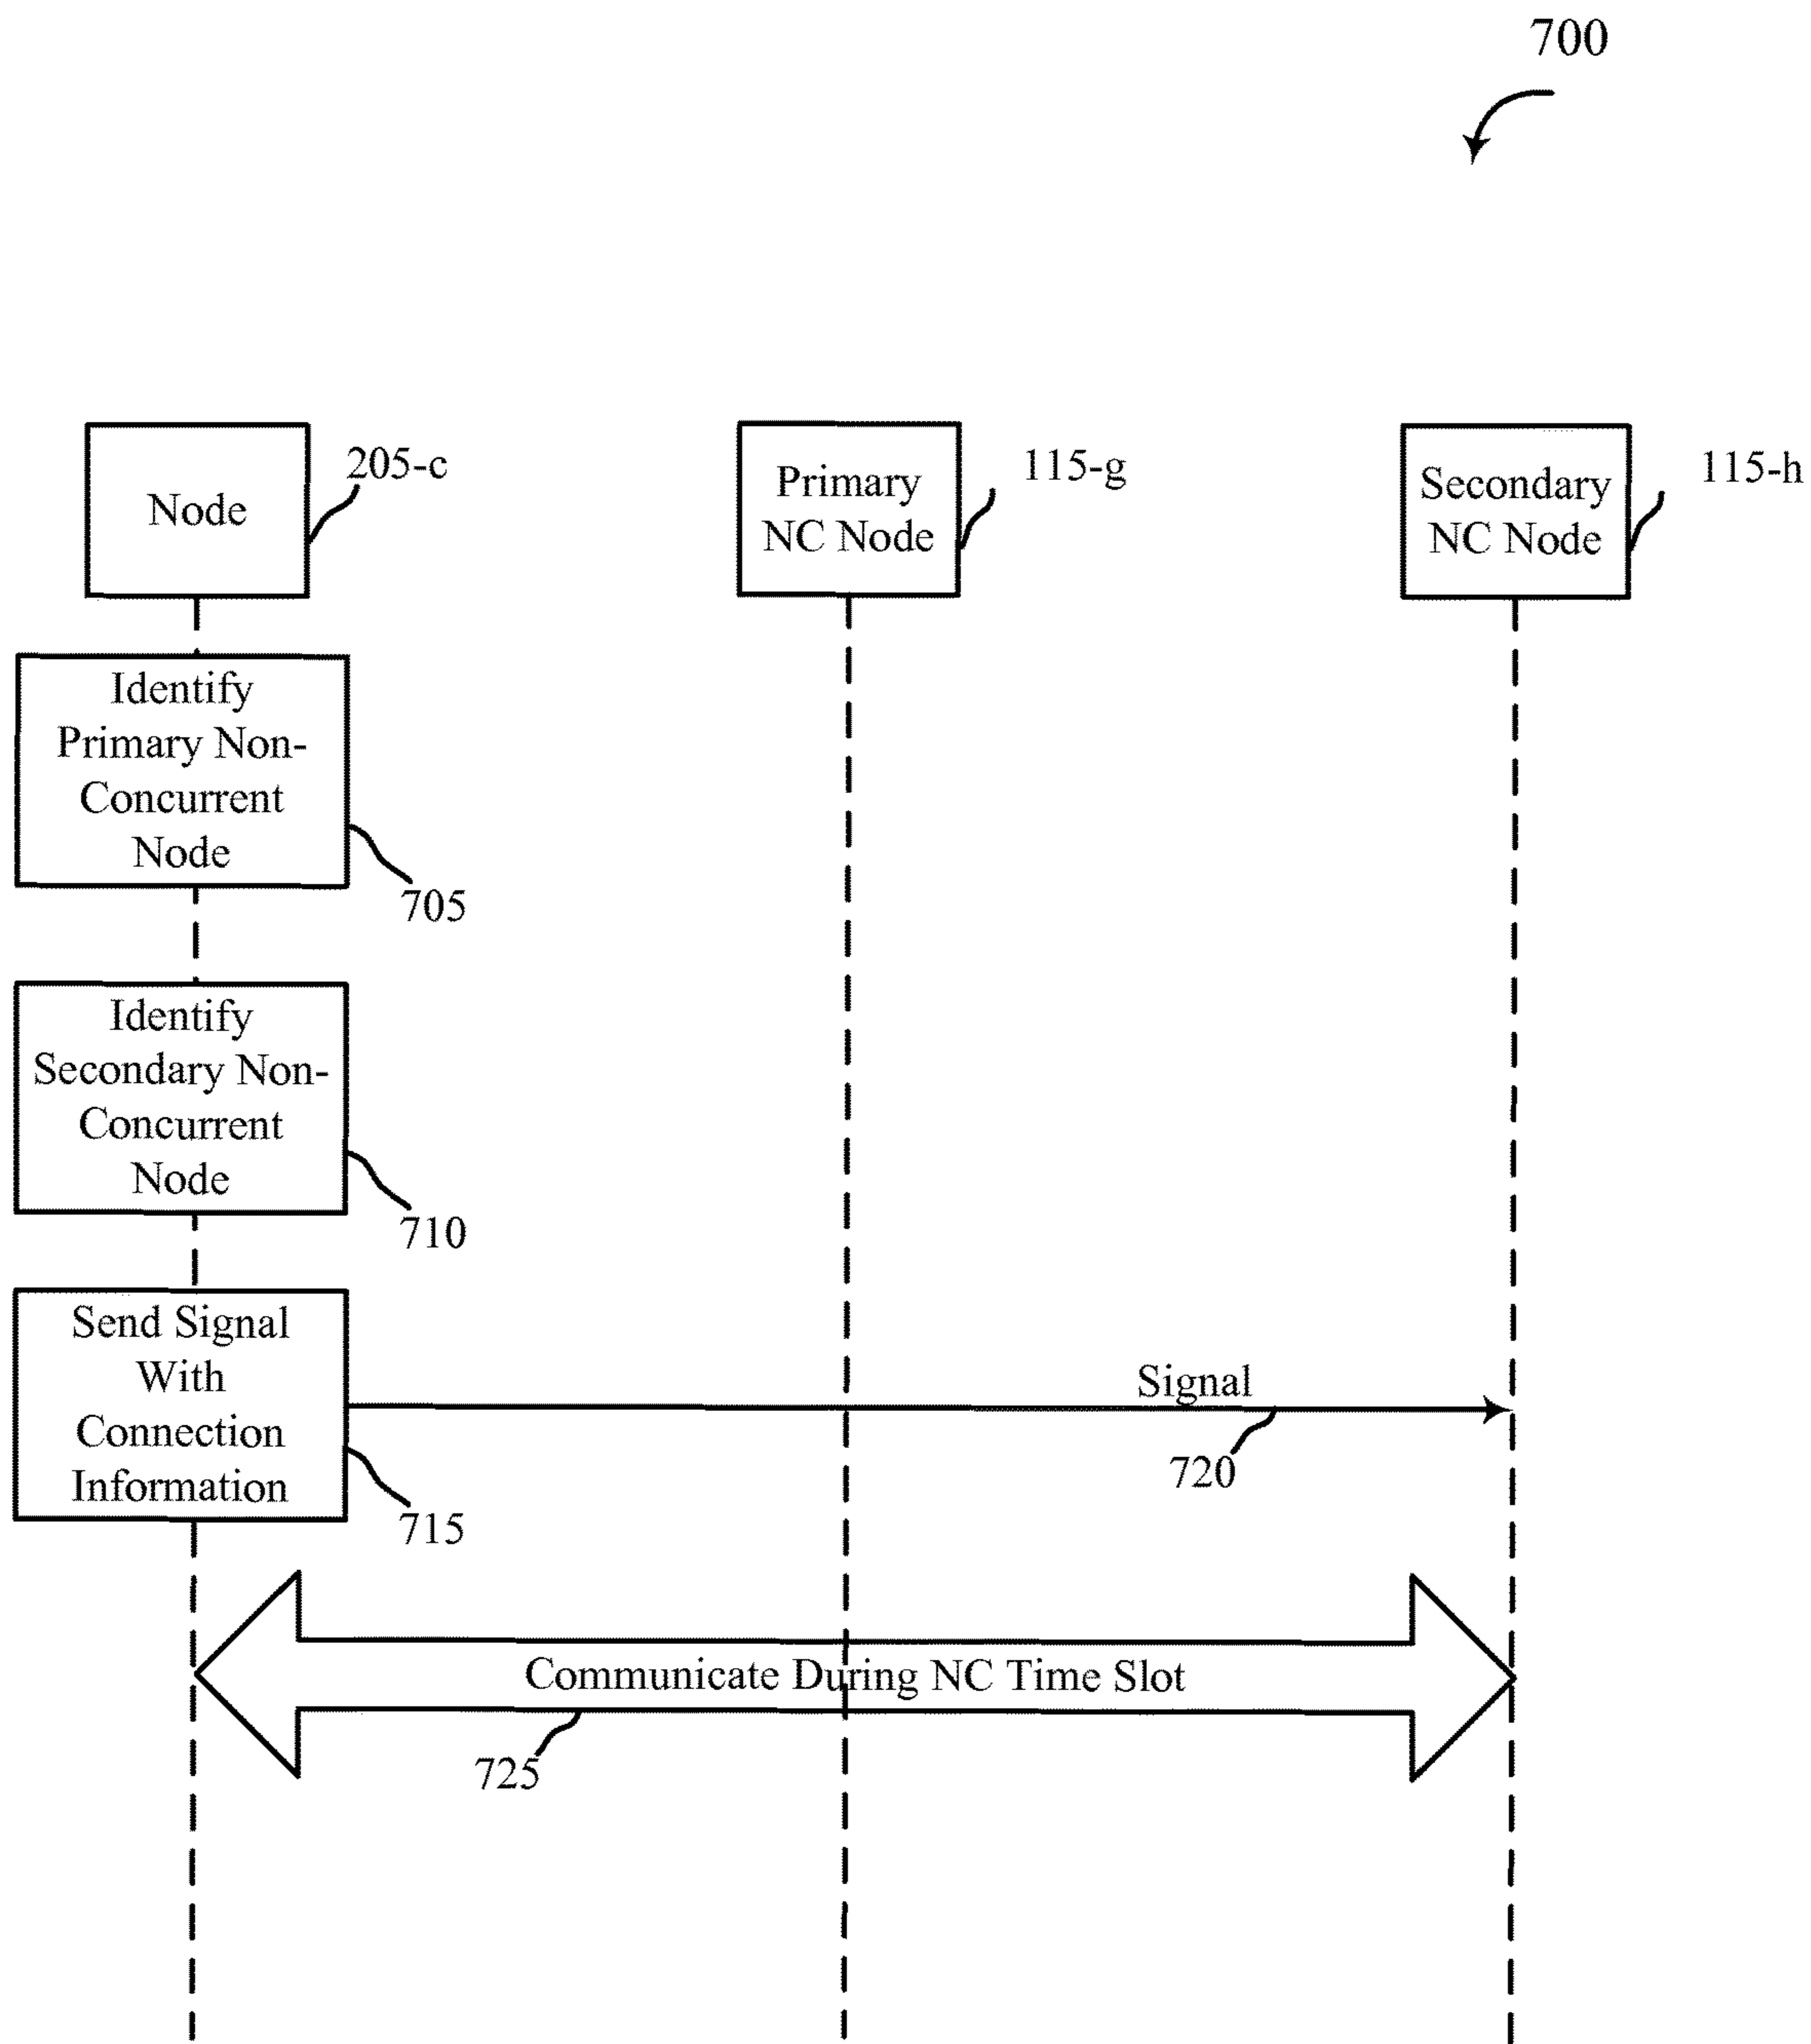 700
Node
205-c
Primary
NC Node
115-g
Secondary
NC Node
115-h
Identify
Primary Non-
Concurrent
Node
705
Identify
Secondary Non-
Concurrent
Node
710
Send Signal
With
Connection
Information
715
Signal
720
Communicate During NC Time Slot
725